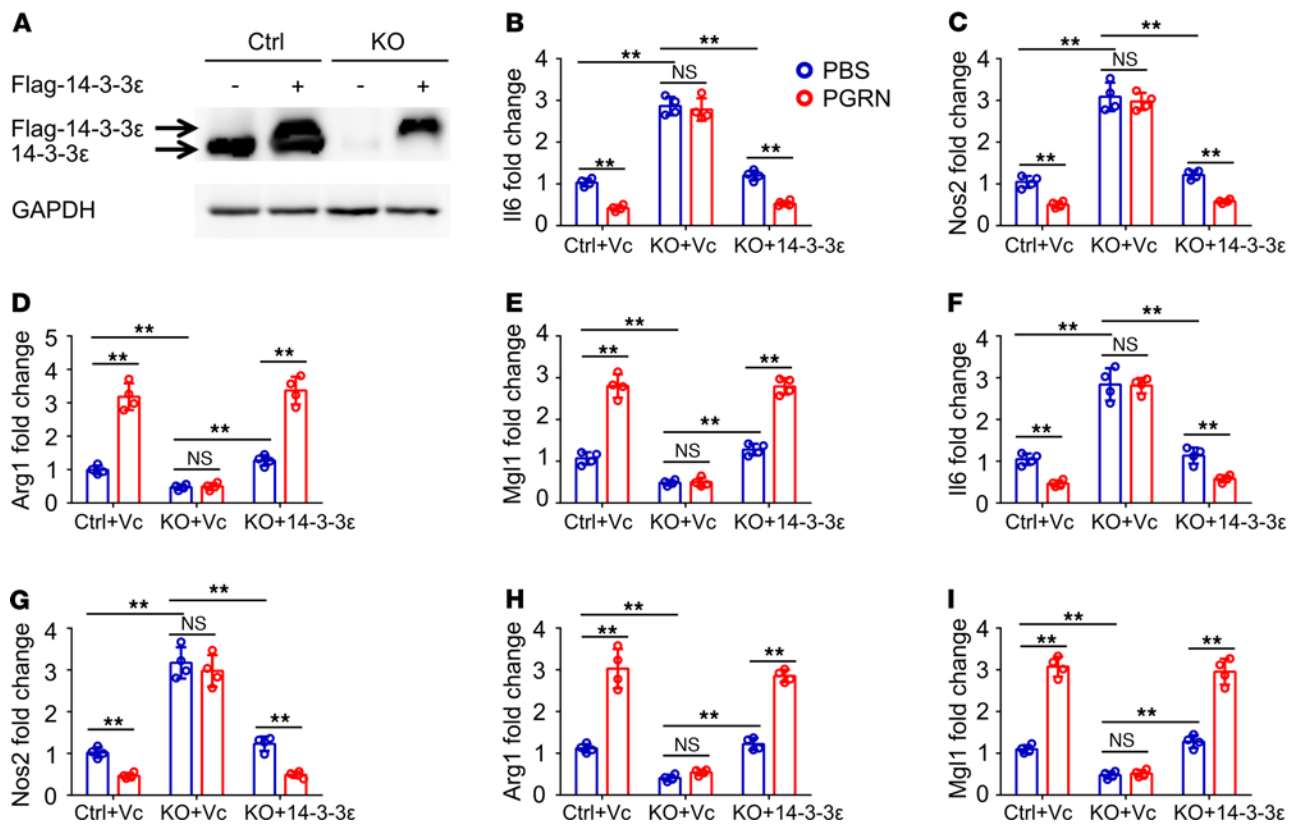 A
Ctrl KO
Flag-14-3-3ε - + - +
Flag-14-3-3ε
14-3-3ε
GAPDH
B
Il6 fold change
4
3
2
1
0
**
**
NS
**
**
Ctrl+Vc KO+Vc KO+14-3-3ε
PBS
PGRN
C
Nos2 fold change
4
3
2
1
0
**
**
NS
**
**
Ctrl+Vc KO+Vc KO+14-3-3ε
D
Arg1 fold change
5
4
3
2
1
0
**
**
**
**
NS
Ctrl+Vc KO+Vc KO+14-3-3ε
E
Mgl1 fold change
4
3
2
1
0
**
**
**
**
NS
Ctrl+Vc KO+Vc KO+14-3-3ε
F
Il6 fold change
4
3
2
1
0
**
**
NS
**
**
Ctrl+Vc KO+Vc KO+14-3-3ε
G
Nos2 fold change
4
3
2
1
0
**
**
NS
**
**
Ctrl+Vc KO+Vc KO+14-3-3ε
H
Arg1 fold change
4
3
2
1
0
**
**
**
**
NS
Ctrl+Vc KO+Vc KO+14-3-3ε
I
Mgl1 fold change
4
3
2
1
0
**
**
**
**
NS
Ctrl+Vc KO+Vc KO+14-3-3ε